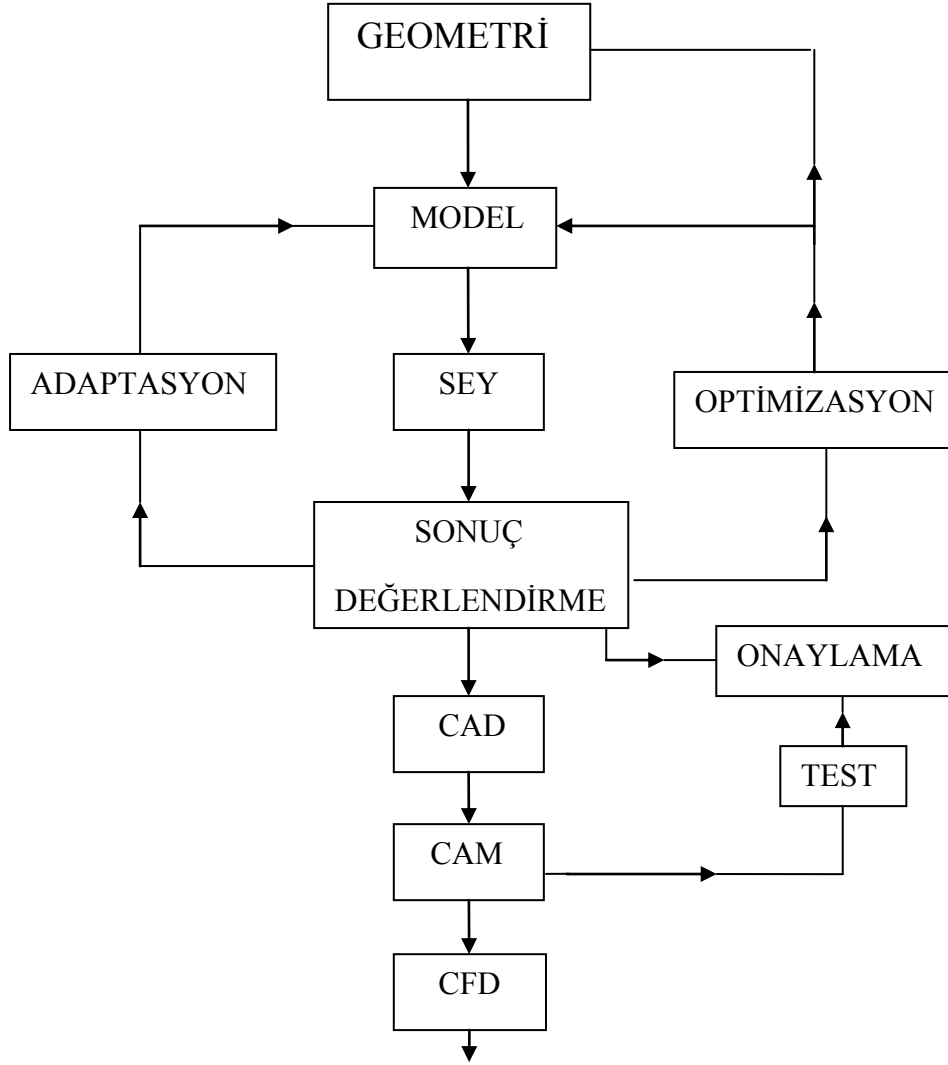 GEOMETRİ
MODEL
ADAPTASYON
SEY
OPTİMİZASYON
SONUÇ
DEĞERLENDİRME
ONAYLAMA
CAD
TEST
CAM
CFD